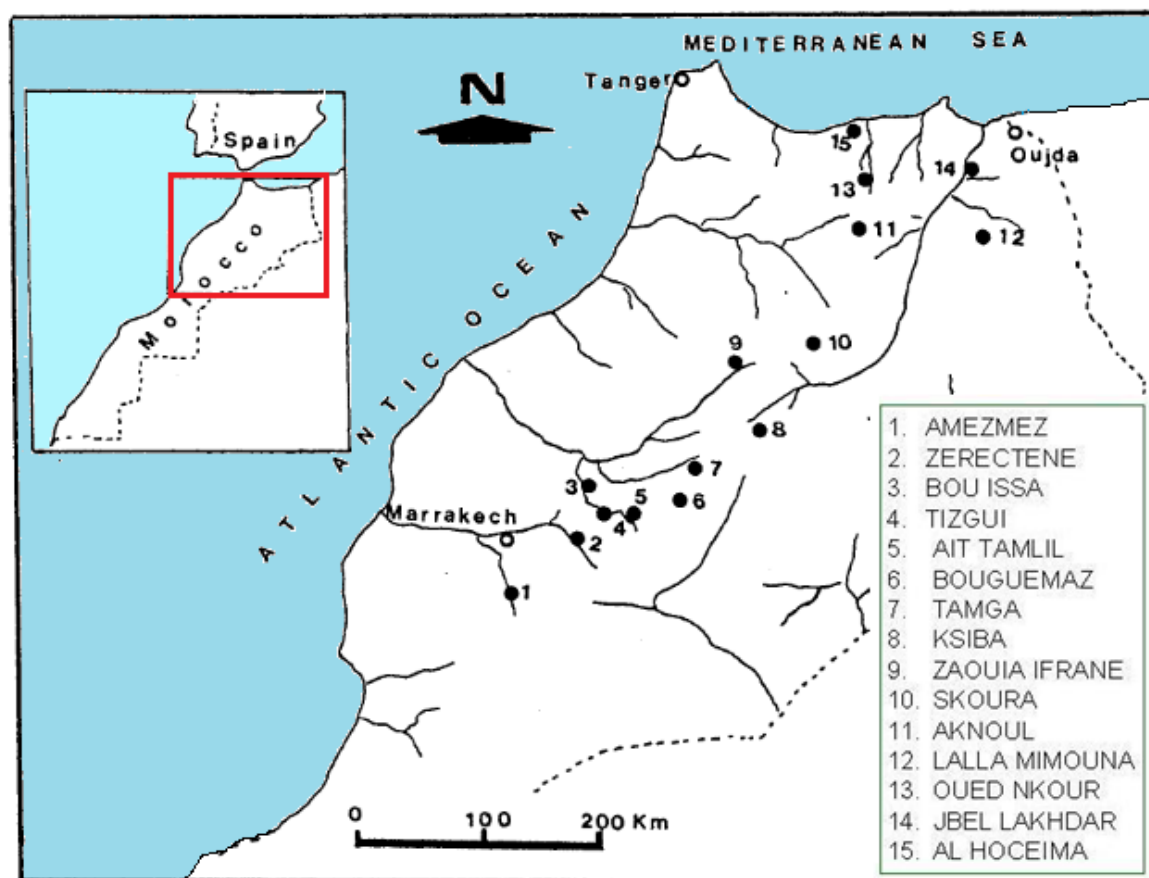 MEDITERRANEAN SEA
Tanger
N
Spain
Morocco
Oujda
ATLANTIC OCEAN
15
14
13
11
12
9
10
8
7
3
5
6
Marrakech
4
2
1
0
100
200 Km
1. AMEZMEZ
2. ZERECTENE
3. BOU ISSA
4. TIZGUI
5. AIT TAMLIL
6. BOUGUEMAZ
7. TAMGA
8. KSIBA
9. ZAOUIA IFRANE
10. SKOURA
11. AKNOUL
12. LALLA MIMOUNA
13. OUED NKOUR
14. JBEL LAKHDAR
15. AL HOCEIMA